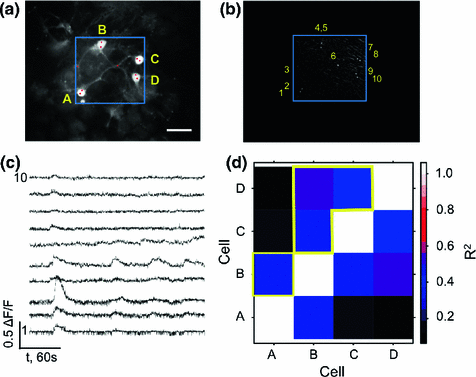 (a)
B
C
D
A
(b)
4,5
7
8
6
3
9
10
2
1
(c)
10
1
0.5 ΔF/F
t, 60s
(d)
D
C
B
A
Cell
A B C D
Cell
1.0
0.8
0.6
0.4
0.2
R²